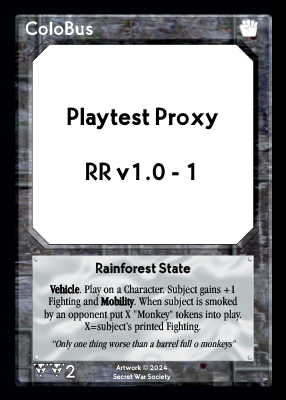 ColoBus
Playtest Proxy
RR v1.0 - 1
Rainforest State
Vehicle. Play on a Character. Subject gains +1
Fighting and Mobility. When subject is smoked
by an opponent put X "Monkey" tokens into play.
X=subject's printed Fighting.
"Only one thing worse than a barrel full o monkeys"
2
Artwork © 2024
Secret War Society